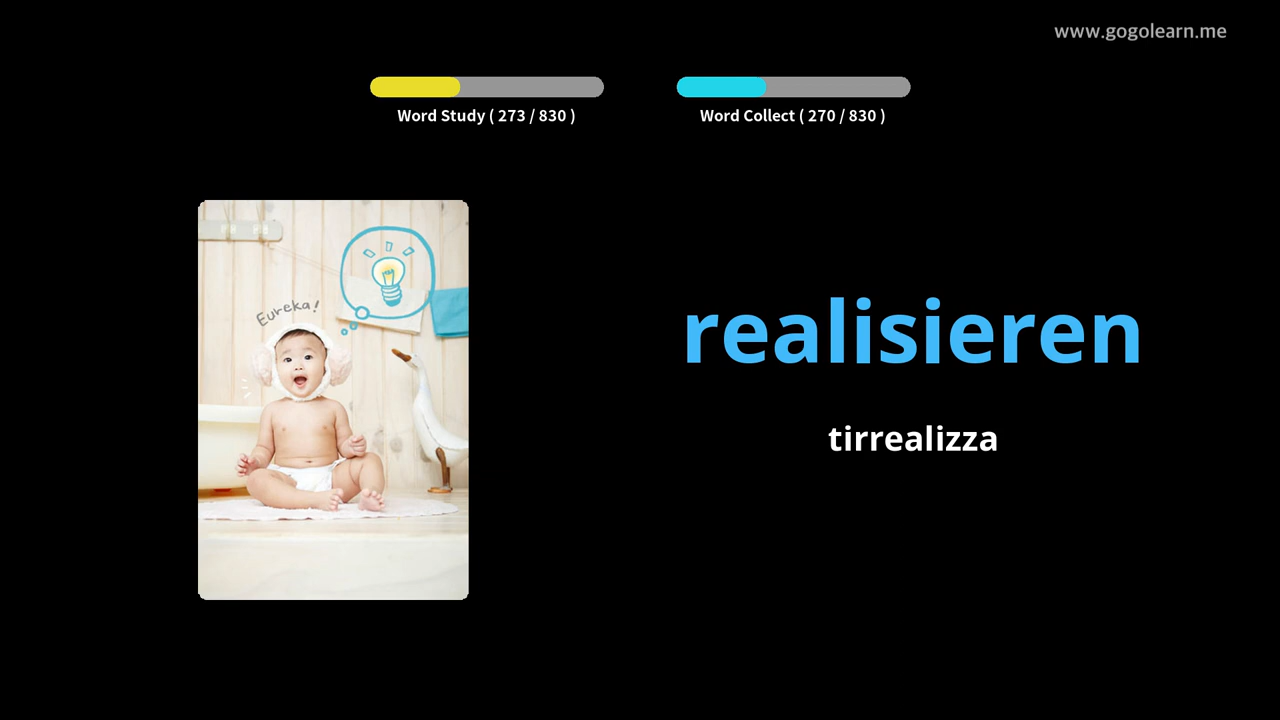 www.gogolearn.me
Word Study ( 273 / 830 )
Word Collect ( 270 / 830 )
Eureka!
realisieren
tirrealizza